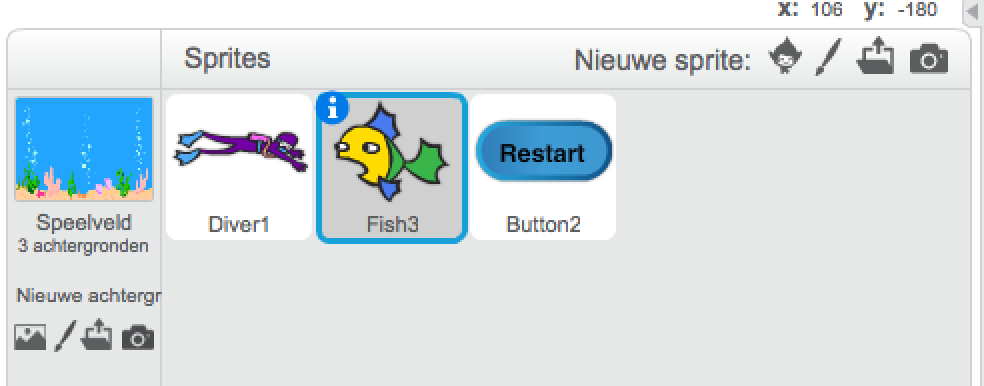 x: 106 y: -180
Sprites Nieuwe sprite:
Restart
Diver1 Fish3 Button2
Speelveld
3 achtergronden
Nieuwe achtergr